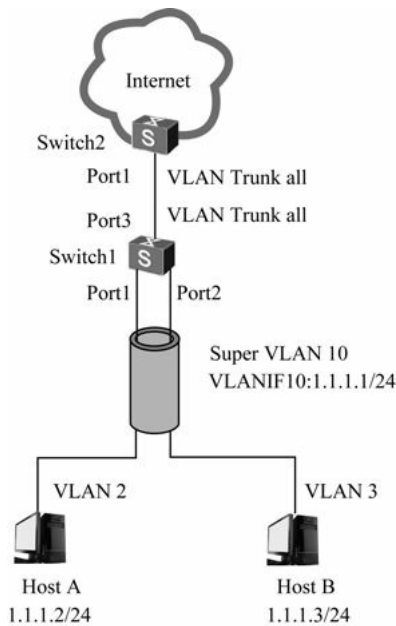 Internet
Switch2
S
Port1 VLAN Trunk all
Port3 VLAN Trunk all
Switch1
S
Port1 Port2
Super VLAN 10
VLANIF10:1.1.1.1/24
VLAN 2 VLAN 3
Host A Host B
1.1.1.2/24 1.1.1.3/24